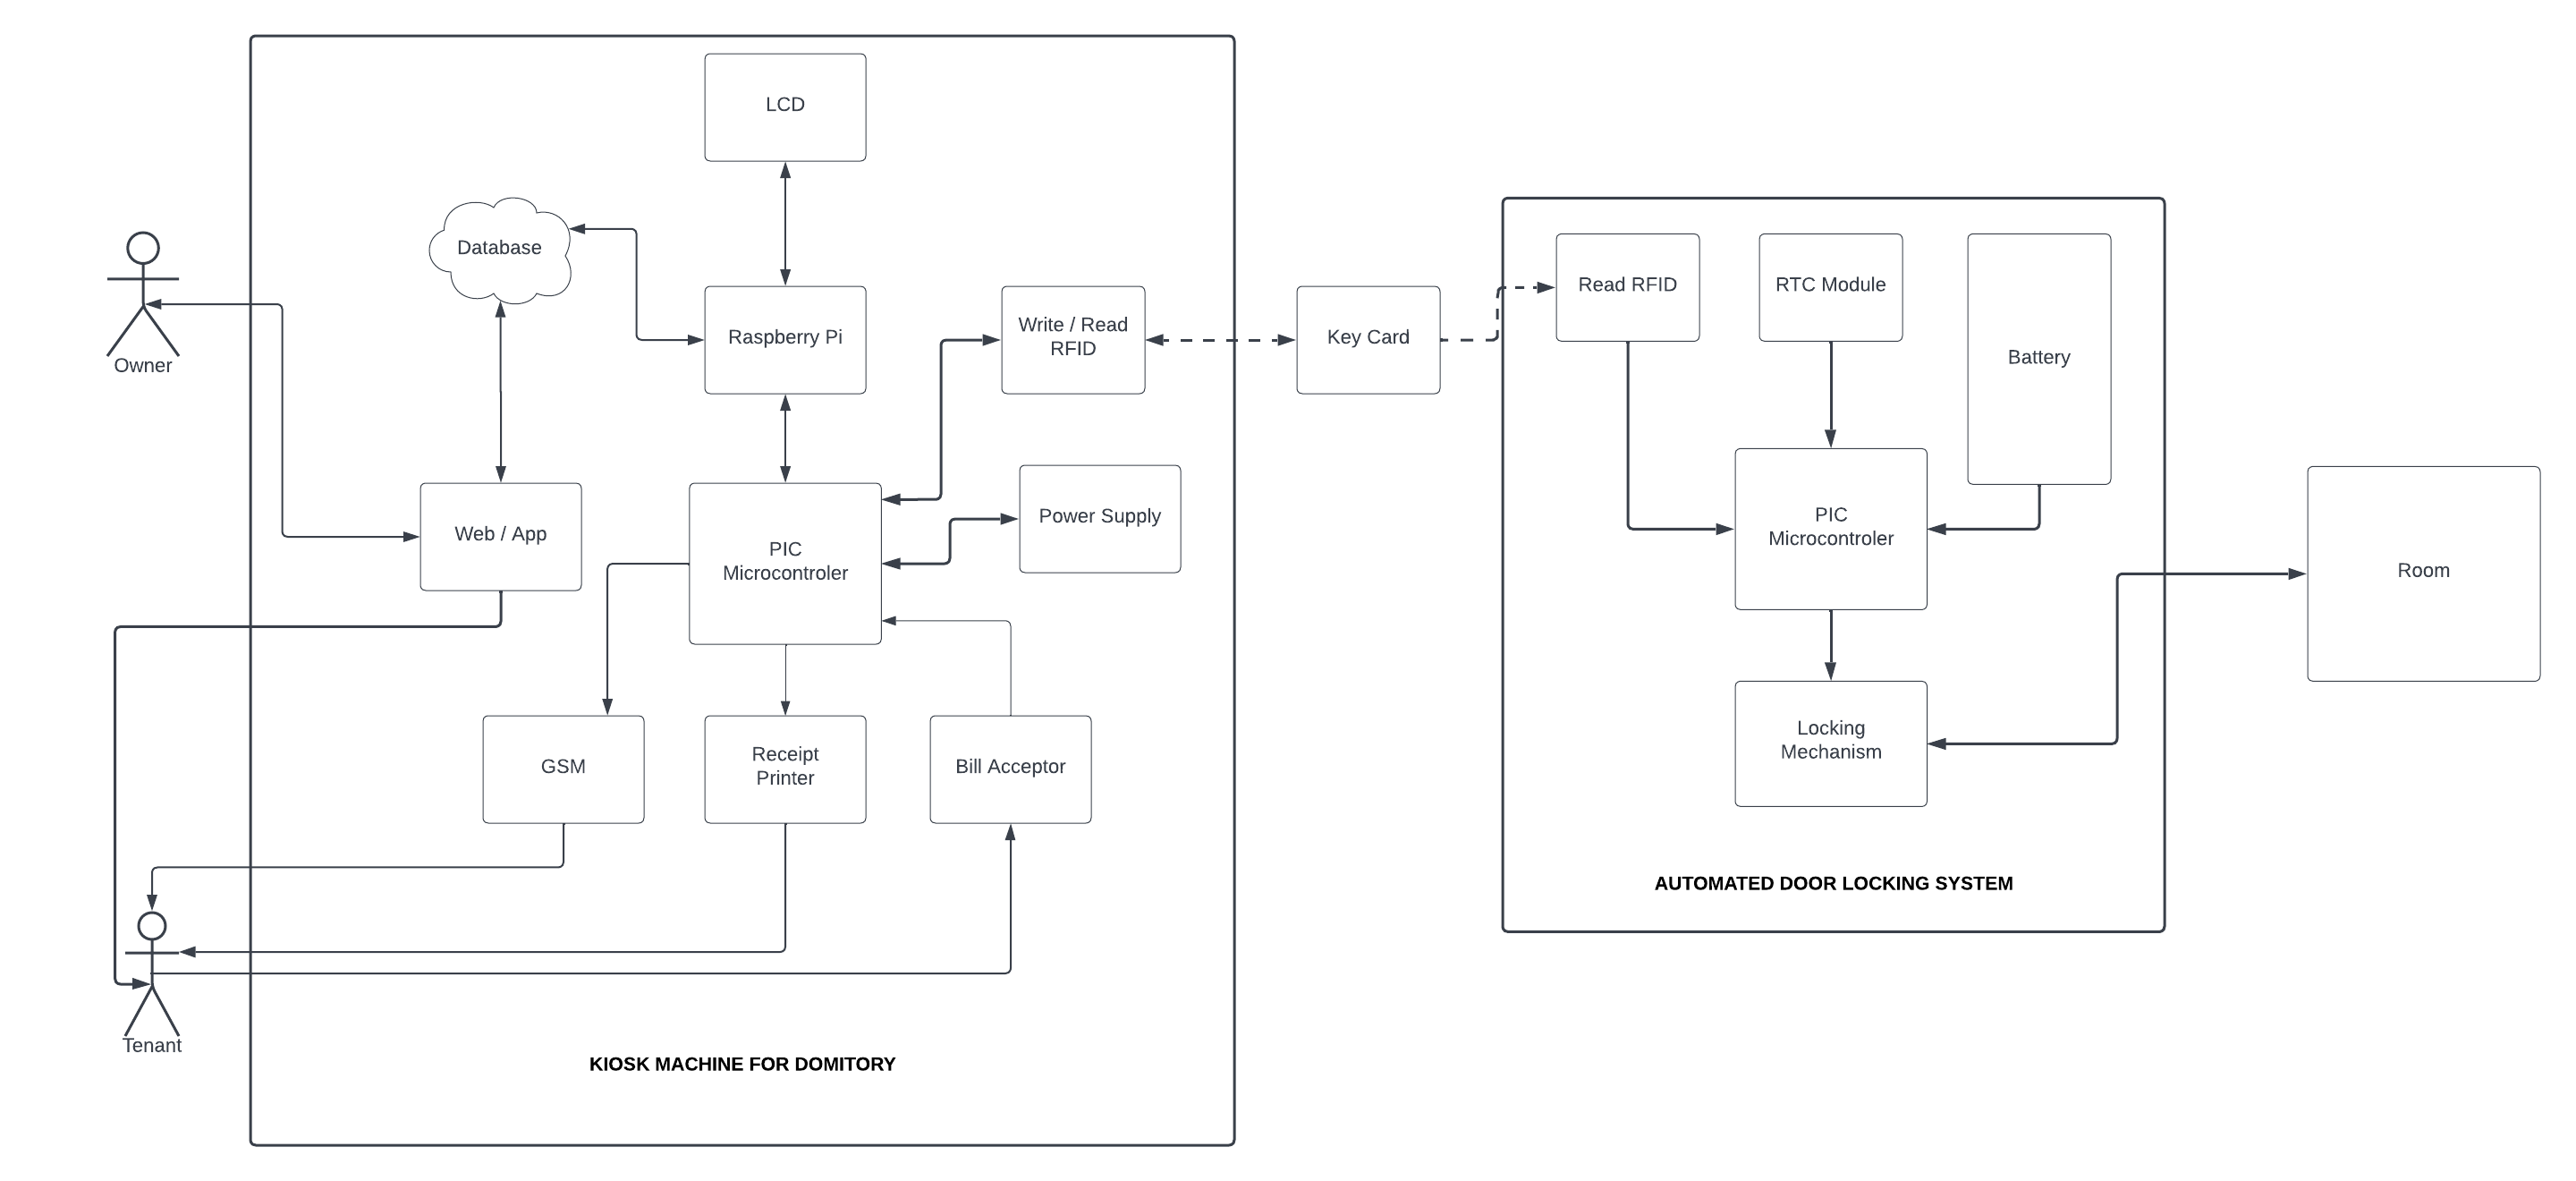 LCD
Database
Owner
Raspberry Pi
Write / Read
RFID
Key Card
Read RFID
RTC Module
Battery
Web / App
PIC
Microcontroler
Power Supply
PIC
Microcontroler
Room
GSM
Receipt
Printer
Bill Acceptor
Locking
Mechanism
AUTOMATED DOOR LOCKING SYSTEM
Tenant
KIOSK MACHINE FOR DOMITORY